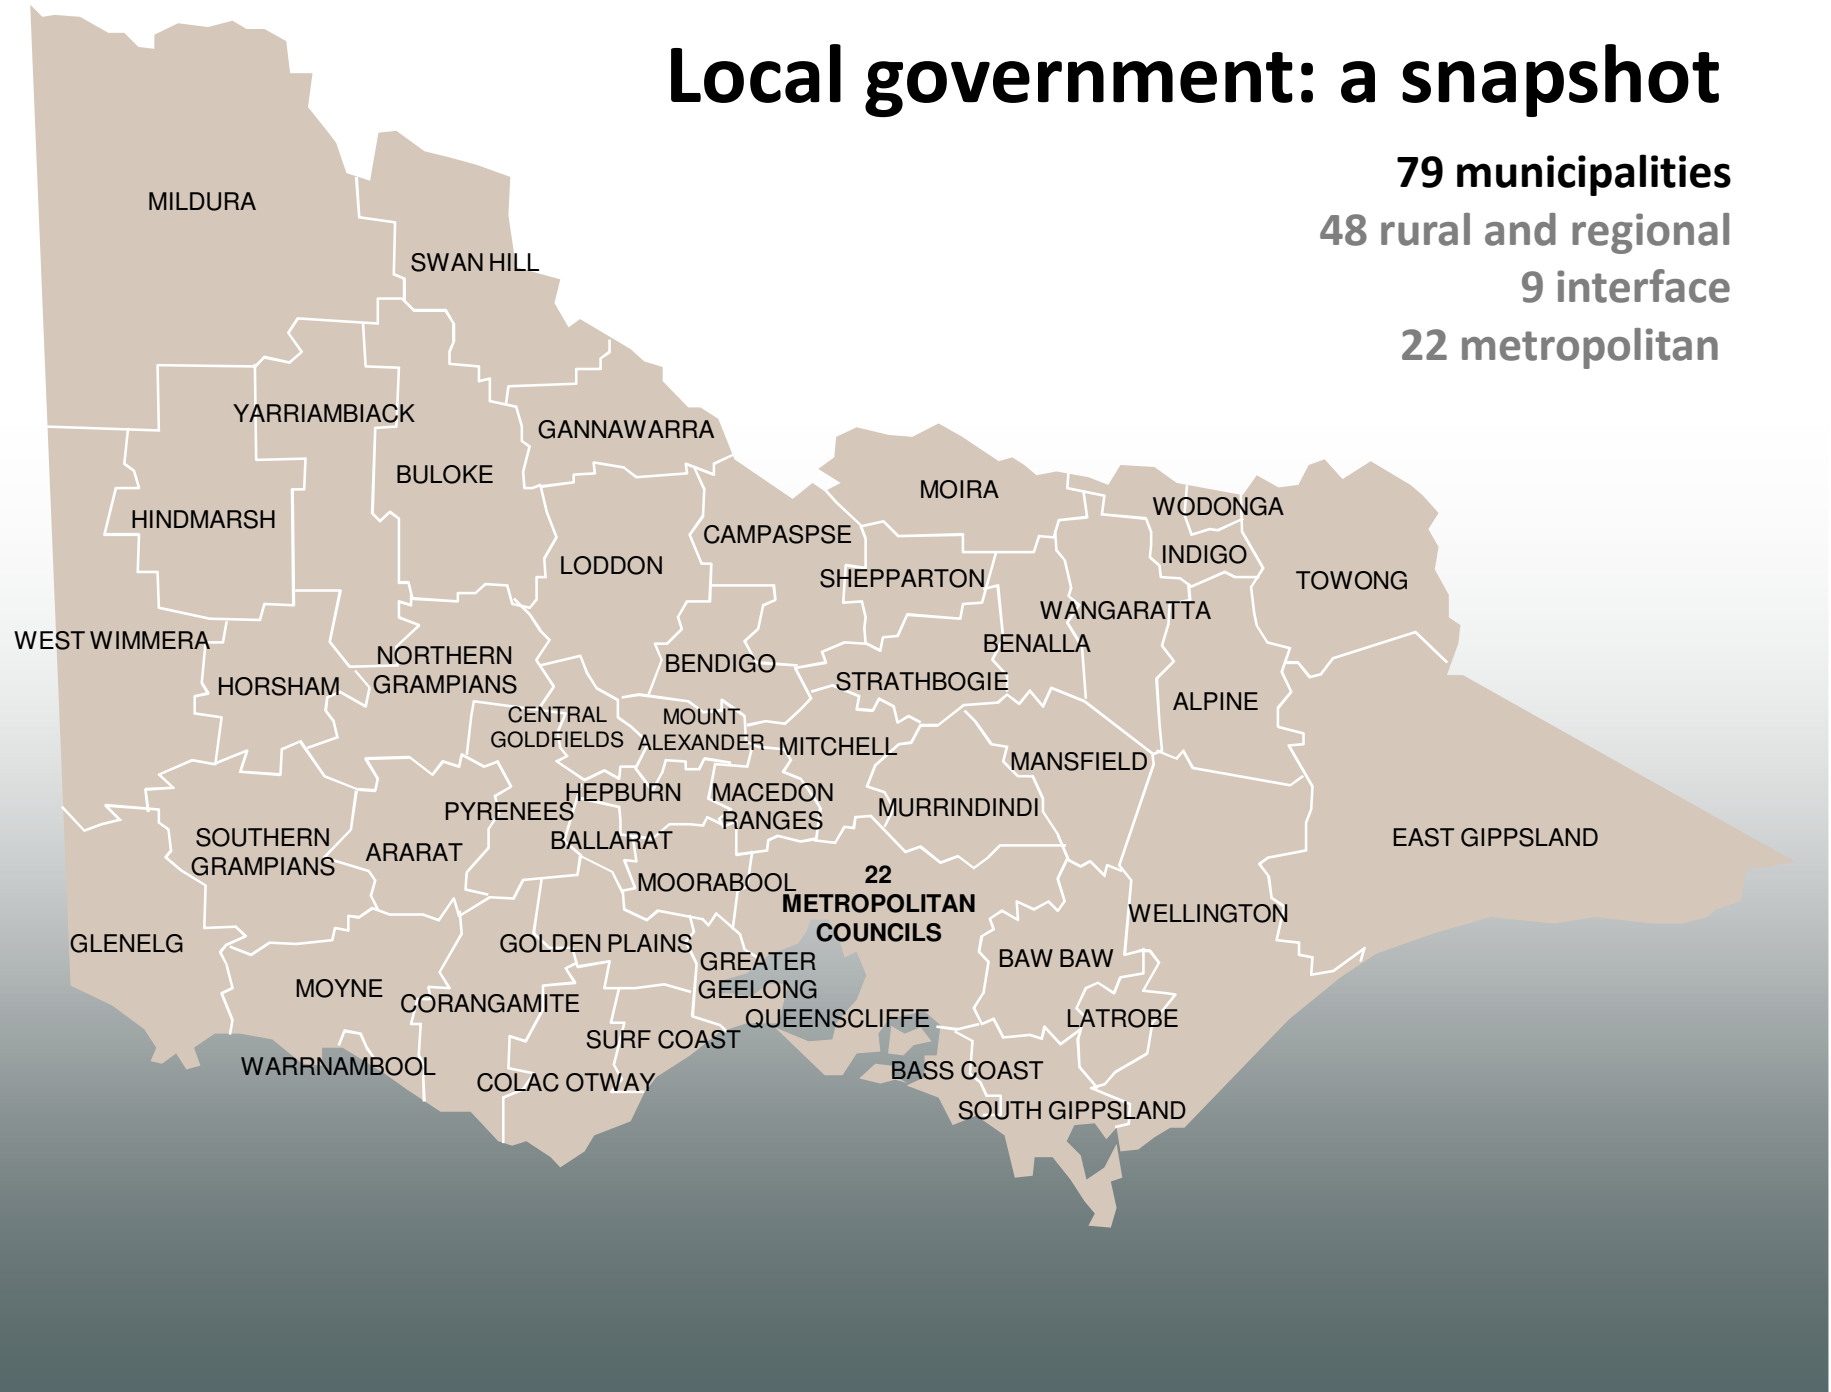 Local government: a snapshot
79 municipalities
48 rural and regional
9 interface
22 metropolitan
MILDURA
SWAN HILL
YARRIAMBIACK
GANNAWARRA
BULOKE
HINDMARSH
MOIRA
WODONGA
CAMPASPSE
INDIGO
LODDON
SHEPPARTON
TOWONG
WANGARATTA
WEST WIMMERA
BENALLA
NORTHERN
GRAMPIANS
BENDIGO
HORSHAM
STRATHBOGIE
ALPINE
CENTRAL
GOLDFIELDS
MOUNT
ALEXANDER
MITCHELL
MANSFIELD
HEPBURN
MACEDON
RANGES
MURRINDINDI
PYRENEES
SOUTHERN
GRAMPIANS
ARARAT
BALLARAT
EAST GIPPSLAND
MOORABOOL
22
METROPOLITAN
COUNCILS
WELLINGTON
GLENELG
GOLDEN PLAINS
GREATER
GEELONG
BAW BAW
MOYNE
CORANGAMITE
QUEENSCLIFFE
LATROBE
SURF COAST
WARRNAMBOOL
COLAC OTWAY
BASS COAST
SOUTH GIPPSLAND